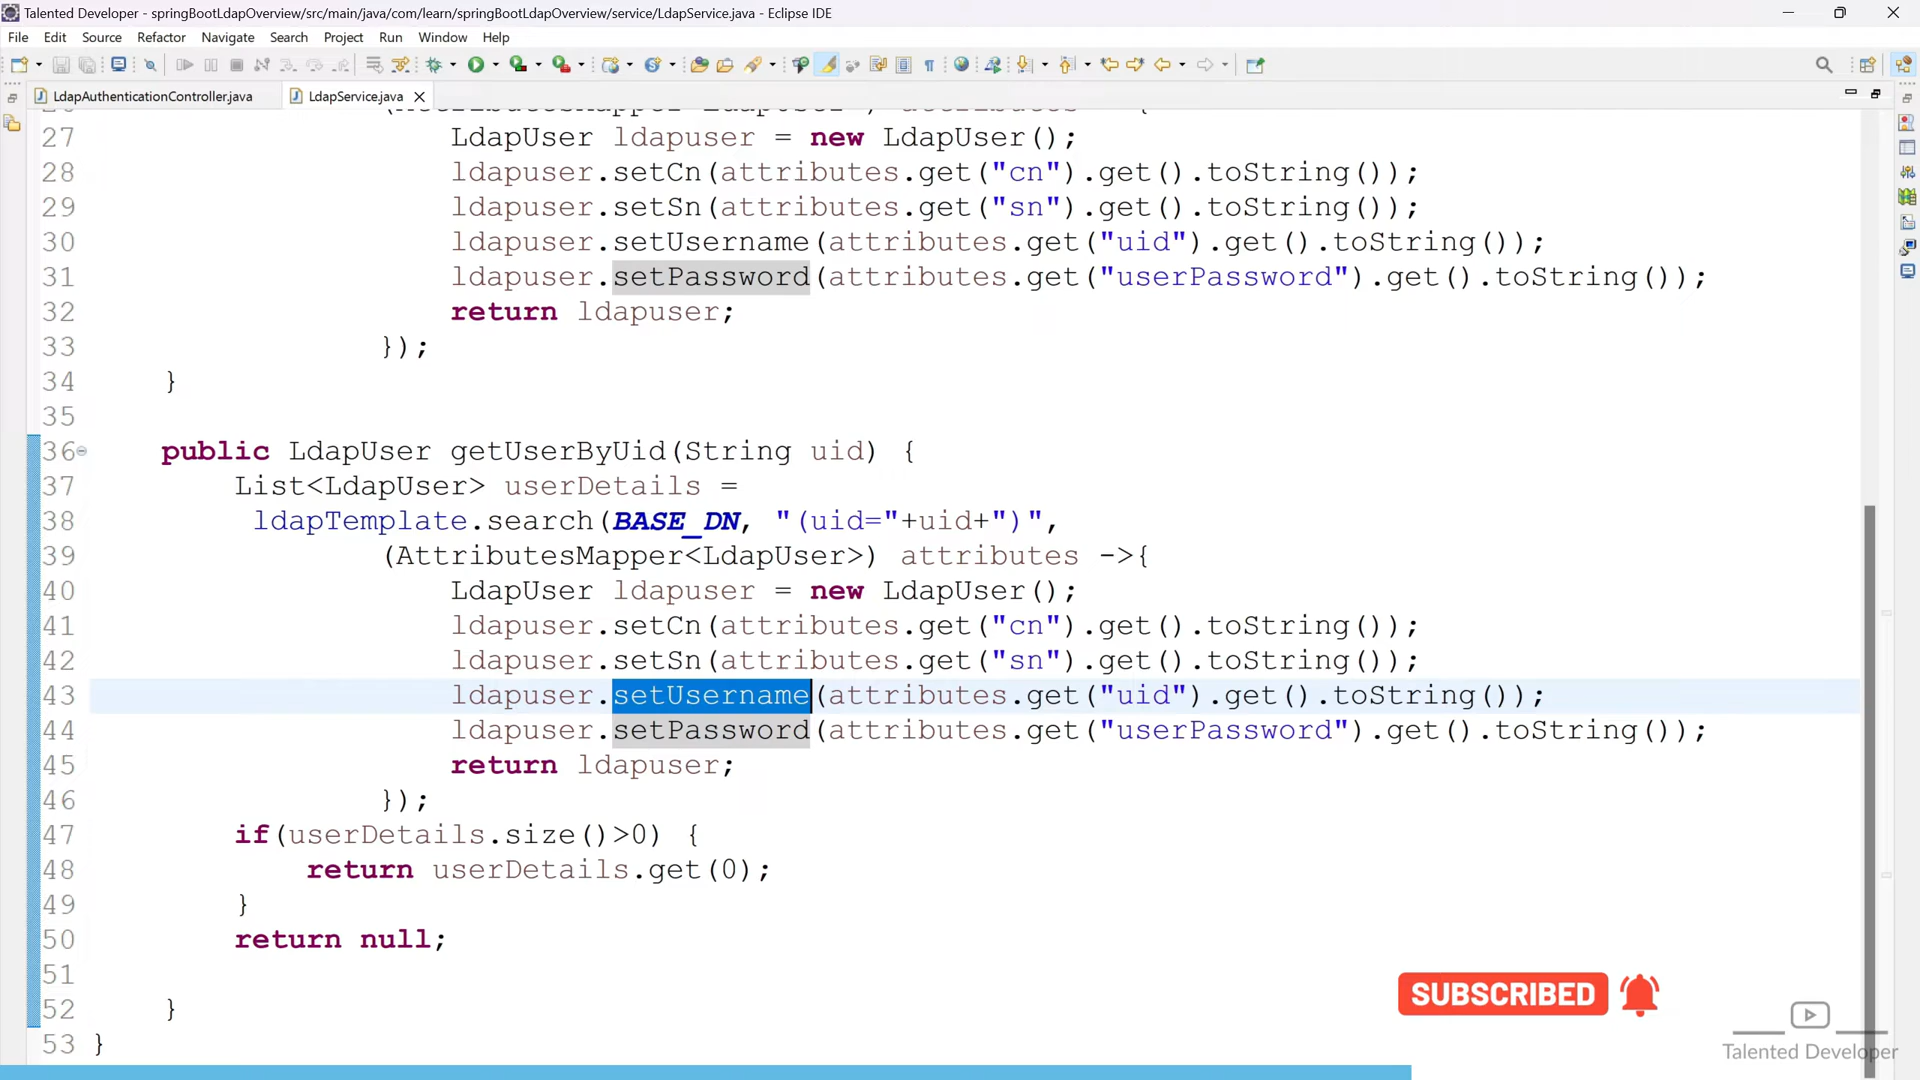 Talented Developer - springBootLdapOverview/src/main/java/com/learn/springBootLdapOverview/service/LdapService.java - Eclipse IDE
File Edit Source Refactor Navigate Search Project Run Window Help
LdapAuthenticationController.java LdapService.java
27 LdapUser ldapuser = new LdapUser();
28 ldapuser.setCn(attributes.get("cn").get().toString());
29 ldapuser.setSn(attributes.get("sn").get().toString());
30 ldapuser.setUsername(attributes.get("uid").get().toString());
31 ldapuser.setPassword(attributes.get("userPassword").get().toString());
32 return ldapuser;
33 });
34 }
35
36 public LdapUser getUserByUid(String uid) {
37 List<LdapUser> userDetails =
38 ldapTemplate.search(BASE_DN, "(uid="+uid+")",
39 (AttributesMapper<LdapUser>) attributes ->{
40 LdapUser ldapuser = new LdapUser();
41 ldapuser.setCn(attributes.get("cn").get().toString());
42 ldapuser.setSn(attributes.get("sn").get().toString());
43 ldapuser.setUsername(attributes.get("uid").get().toString());
44 ldapuser.setPassword(attributes.get("userPassword").get().toString());
45 return ldapuser;
46 });
47 if(userDetails.size()>0) {
48 return userDetails.get(0);
49 }
50 return null;
51
52 }
53 }
SUBSCRIBED
Talented Developer